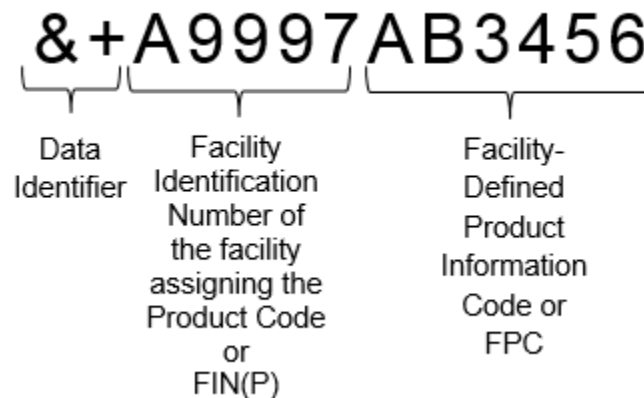 &+A9997AB3456
Data
Identifier
Facility
Identification
Number of
the facility
assigning the
Product Code
or
FIN(P)
Facility-
Defined
Product
Information
Code or
FPC